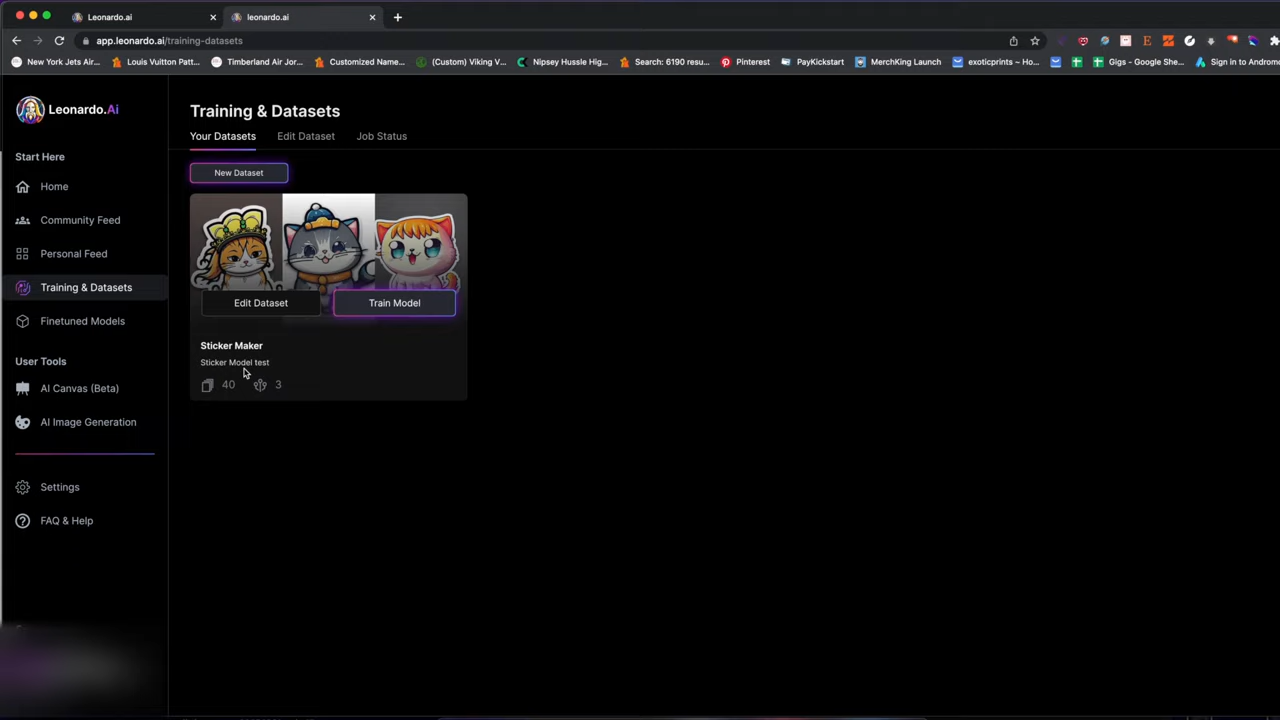 Leonardo.ai
leonardo.ai
app.leonardo.ai/training-datasets
New York Jets Air...
Louis Vuitton Patt...
Timberland Air Jor...
Customized Name...
(Custom) Viking V...
Nipsey Hussle Hig...
Search: 6190 resu...
Pinterest
PayKickstart
MerchKing Launch
exoticprints ~ Ho...
Gigs - Google She...
Sign in to Androme
Leonardo.Ai
Start Here
Home
Community Feed
Personal Feed
Training & Datasets
Finetuned Models
User Tools
AI Canvas (Beta)
AI Image Generation
Settings
FAQ & Help
Training & Datasets
Your Datasets
Edit Dataset
Job Status
New Dataset
Edit Dataset
Train Model
Sticker Maker
Sticker Model test
40
3